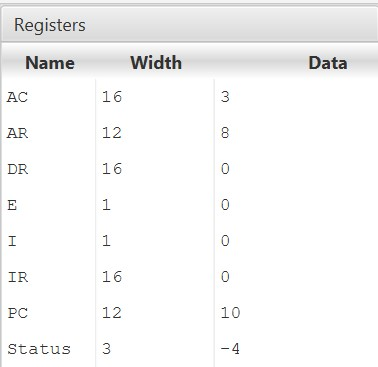 Registers
Name Width Data
AC 16 3
AR 12 8
DR 16 0
E 1 0
I 1 0
IR 16 0
PC 12 10
Status 3 -4